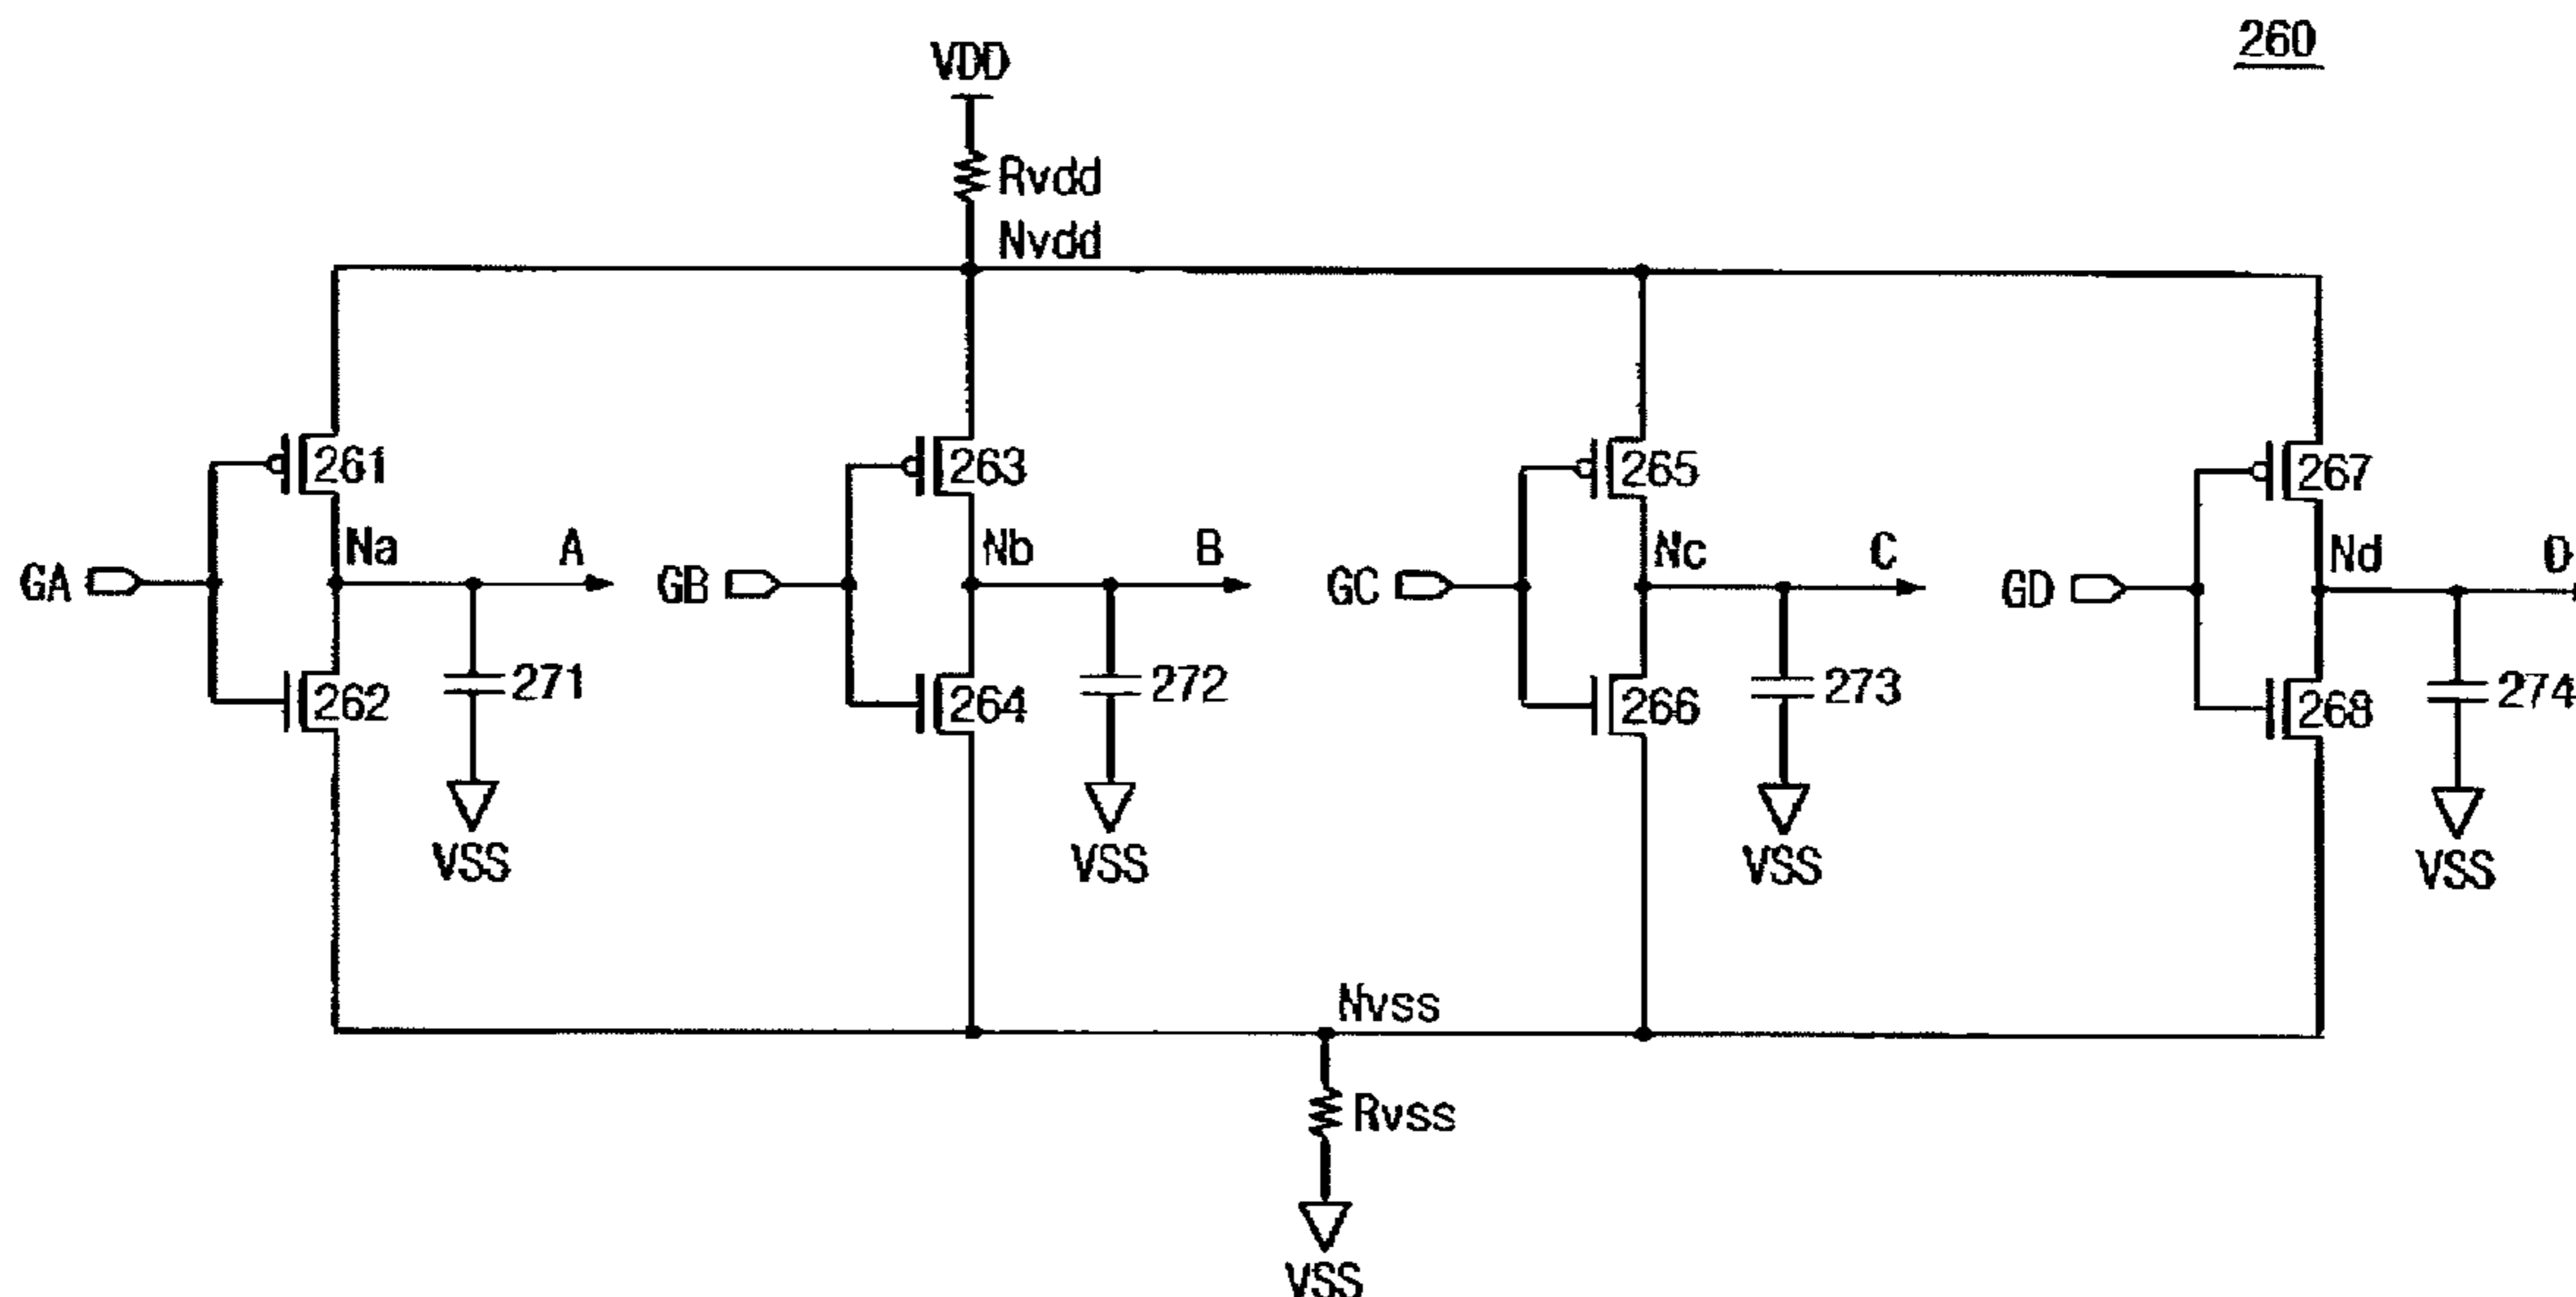 260
VDD
Rvdd
Nvdd
261
263
265
267
Na
A
Nb
B
Nc
C
Nd
GA
GB
GC
GD
262
271
264
272
266
273
268
274
VSS
VSS
VSS
VSS
Nvss
Rvss
VSS